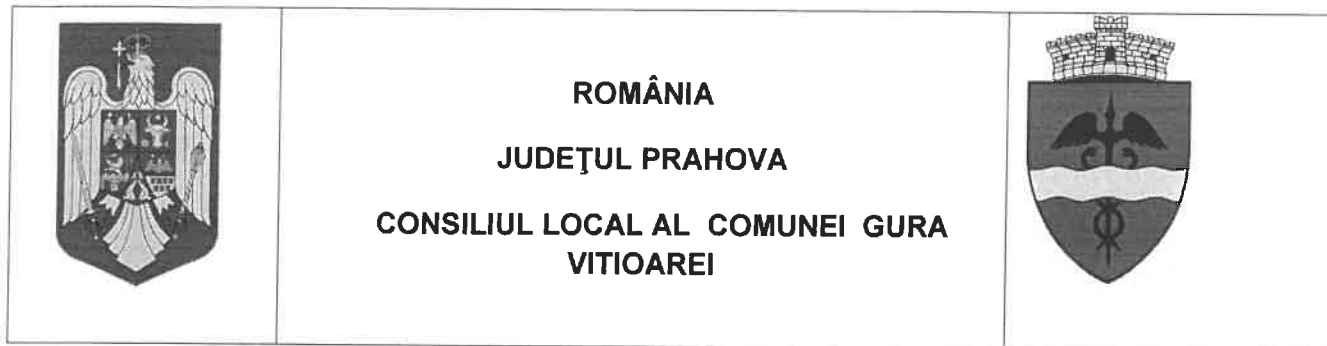 ROMÂNIA
JUDEŢUL PRAHOVA
CONSILIUL LOCAL AL COMUNEI GURA
VITIOAREI